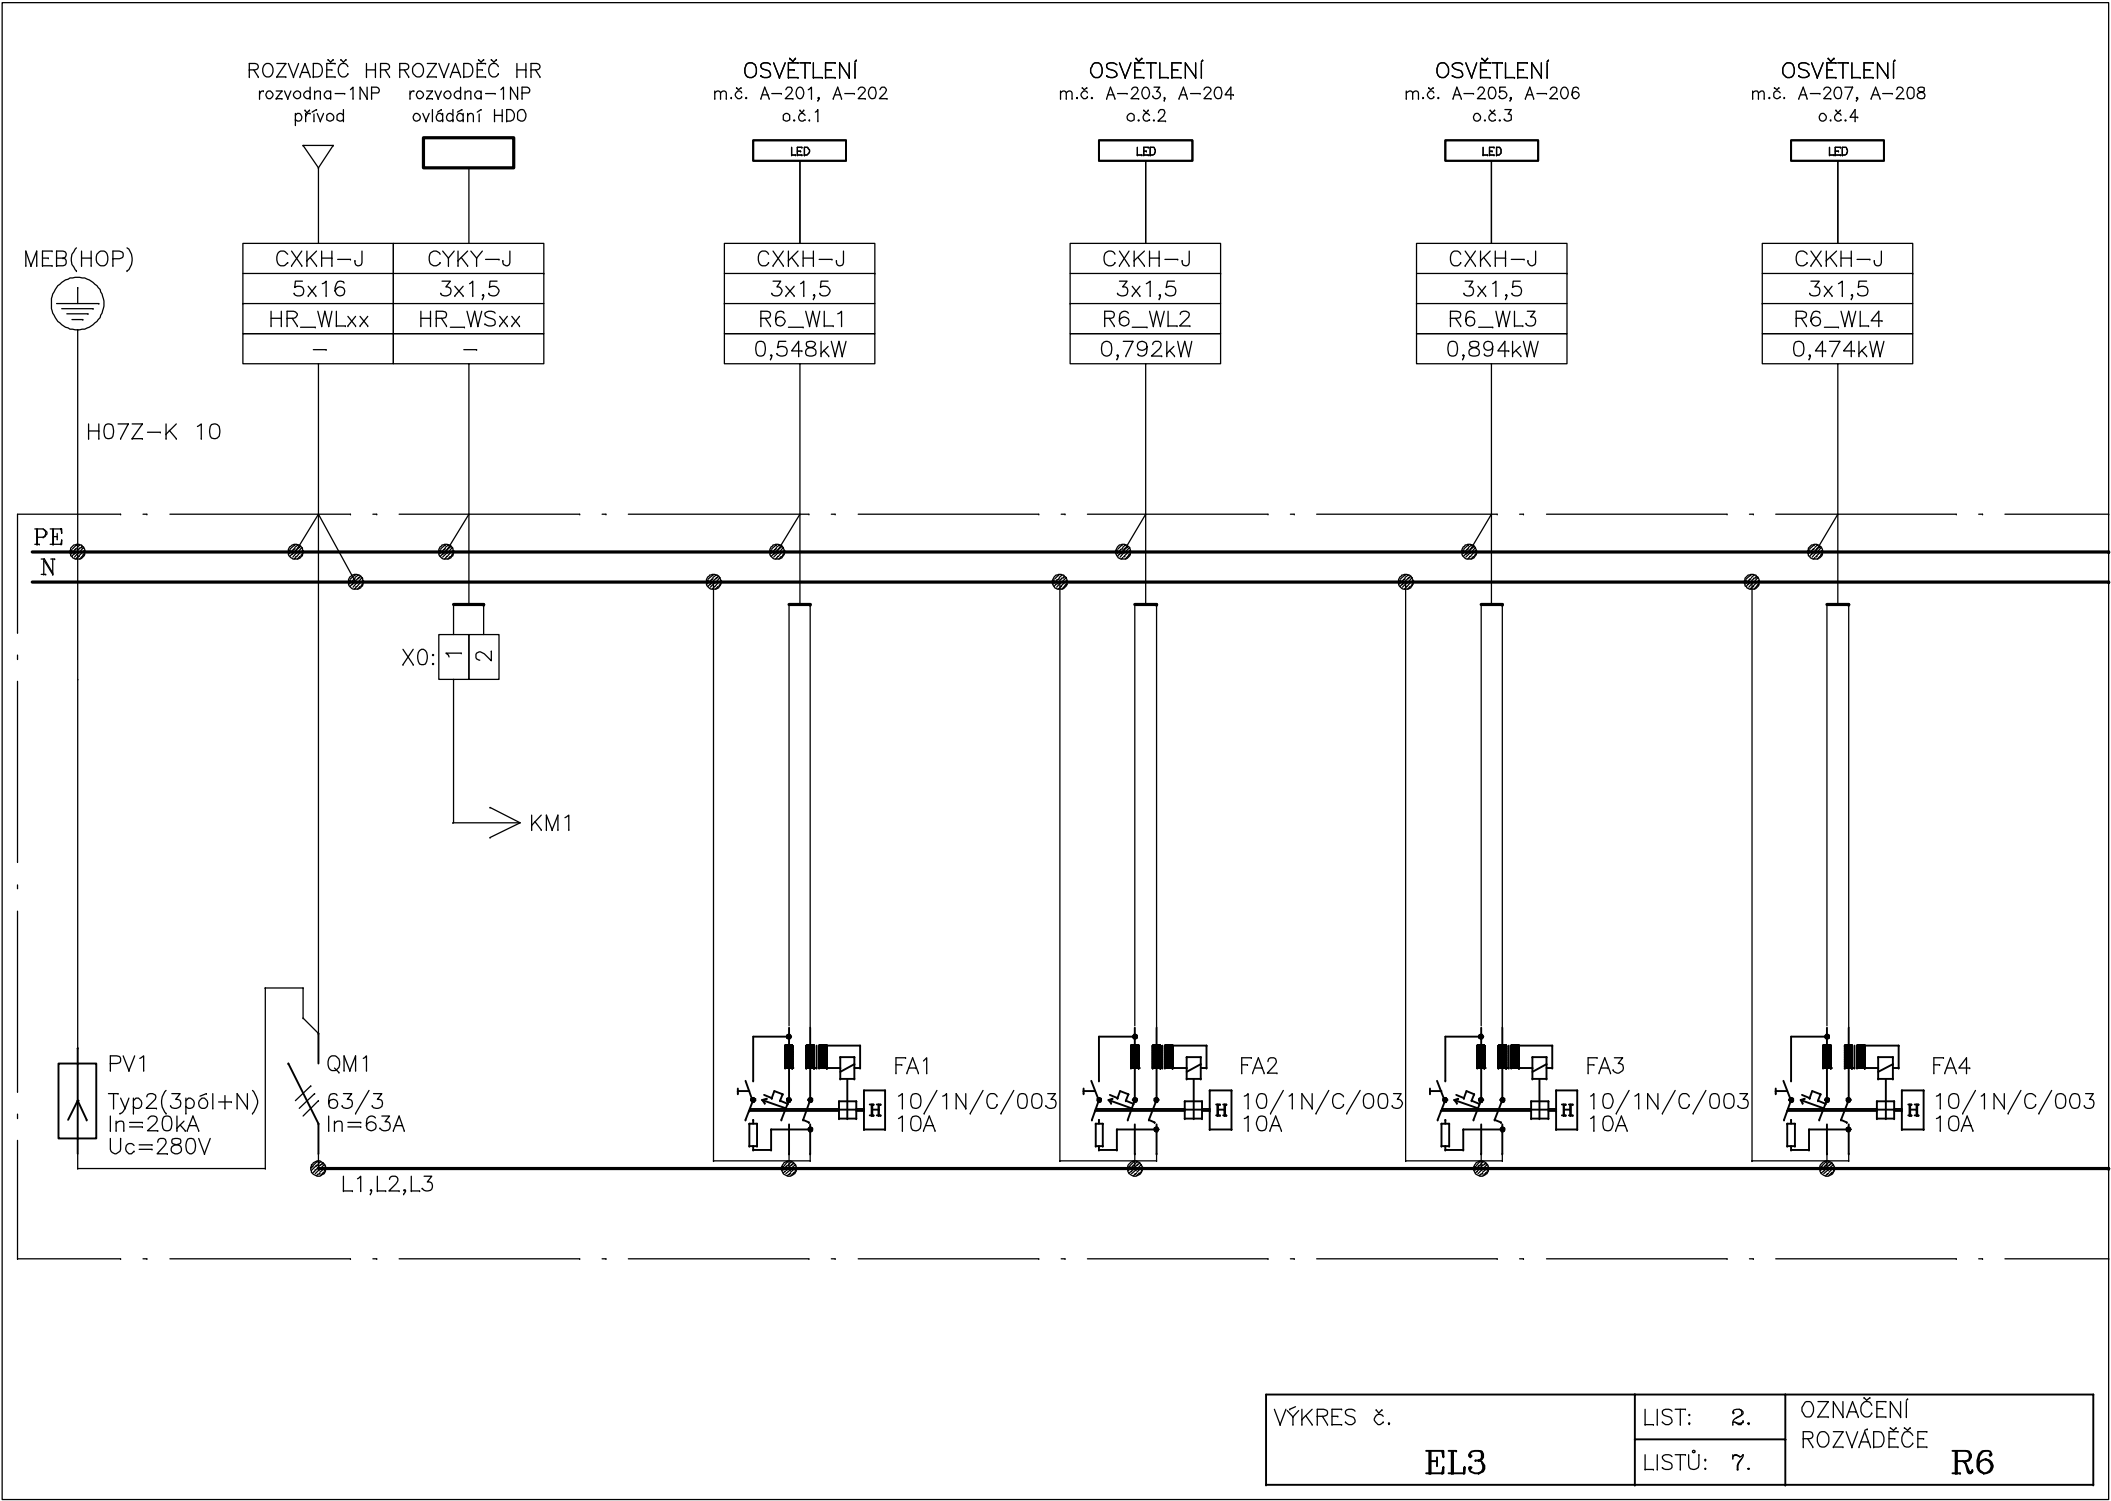 ROZVADĚČ HR
rozvodna-1NP
přívod
ROZVADĚČ HR
rozvodna-1NP
ovládání HDO
OSVĚTLENÍ
m.č. A-201, A-202
o.č.1
LED
OSVĚTLENÍ
m.č. A-203, A-204
o.č.2
LED
OSVĚTLENÍ
m.č. A-205, A-206
o.č.3
LED
OSVĚTLENÍ
m.č. A-207, A-208
o.č.4
LED
MEB(HOP)
CXKH-J
5x16
HR_WLxx
-
CYKY-J
3x1,5
HR_WSxx
-
CXKH-J
3x1,5
R6_WL1
0,548kW
CXKH-J
3x1,5
R6_WL2
0,792kW
CXKH-J
3x1,5
R6_WL3
0,894kW
CXKH-J
3x1,5
R6_WL4
0,474kW
H07Z-K 10
PE
N
X0:
1
2
KM1
PV1
Typ2(3pól+N)
In=20kA
Uc=280V
QM1
63/3
In=63A
L1,L2,L3
FA1
H
10/1N/C/003
10A
FA2
H
10/1N/C/003
10A
FA3
H
10/1N/C/003
10A
FA4
H
10/1N/C/003
10A
VÝKRES č.
EL3
LIST: 2.
LISTŮ: 7.
OZNAČENÍ
ROZVÁDĚČE
R6